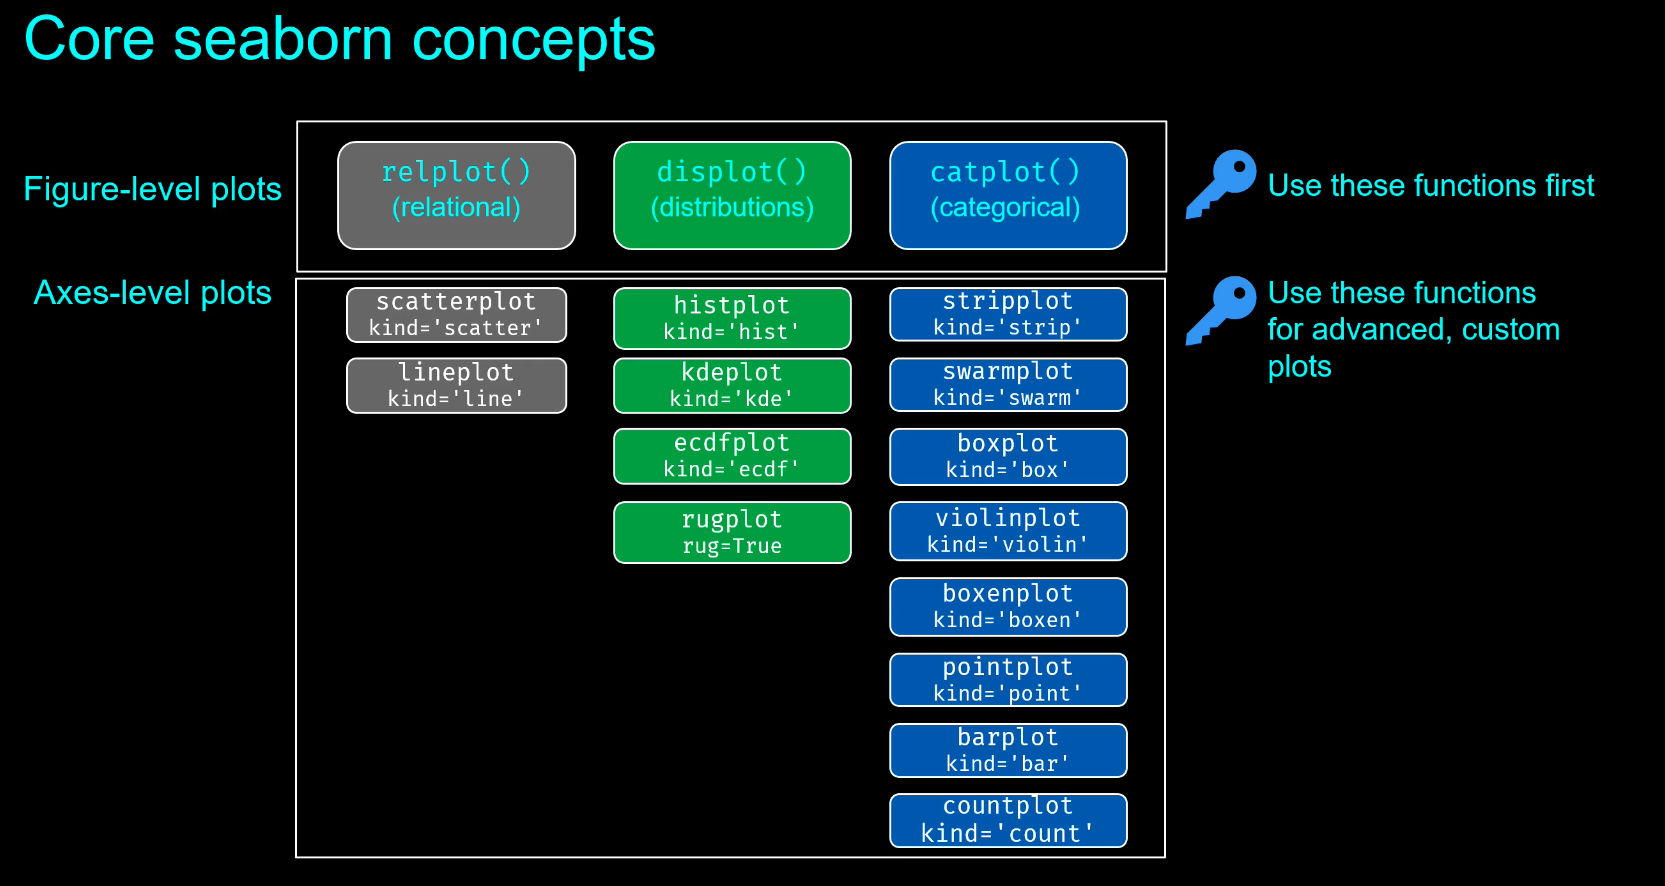 Core seaborn concepts
Figure-level plots
relplot()
(relational)
displot()
(distributions)
catplot()
(categorical)
Use these functions first
Axes-level plots
scatterplot
kind='scatter'
lineplot
kind='line'
histplot
kind='hist'
kdeplot
kind='kde'
ecdfplot
kind='ecdf'
rugplot
rug=True
stripplot
kind='strip'
swarmplot
kind='swarm'
boxplot
kind='box'
violinplot
kind='violin'
boxenplot
kind='boxen'
pointplot
kind='point'
barplot
kind='bar'
countplot
kind='count'
Use these functions
for advanced, custom
plots